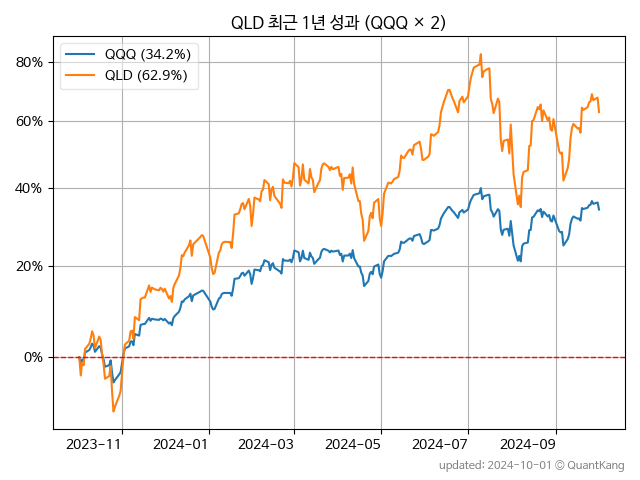 QLD 최근 1년 성과 (QQQ × 2)
QQQ (34.2%)
QLD (62.9%)
80%
60%
40%
20%
0%
2023-11
2024-01
2024-03
2024-05
2024-07
2024-09
updated: 2024-10-01 © QuantKang